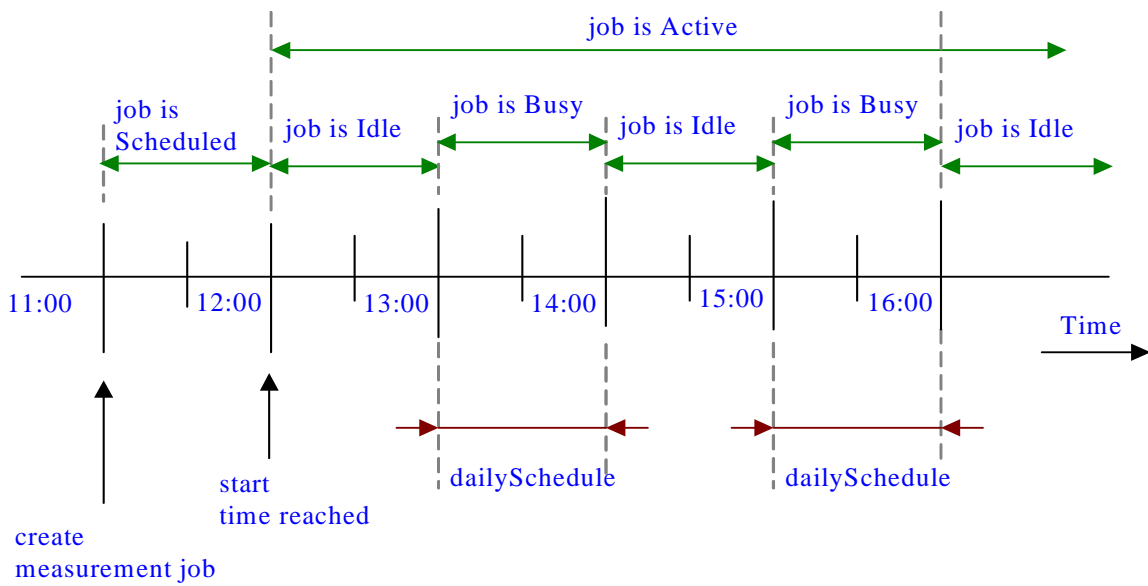 job is Active
job is
Scheduled
job is Idle
job is Busy
job is Idle
job is Busy
job is Idle
11:00
12:00
13:00
14:00
15:00
16:00
Time
dailySchedule
dailySchedule
start
time reached
create
measurement job